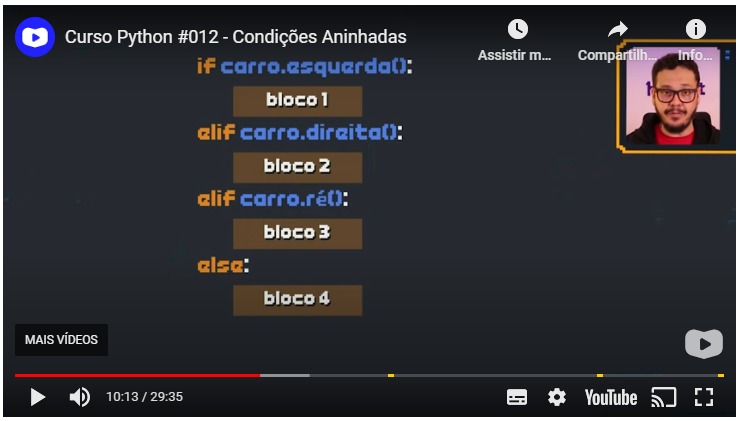 Curso Python #012 - Condições Aninhadas
Assistir m...
Compartilh...
Info...
if carro.esquerda():
bloco 1
elif carro.direita():
bloco 2
elif carro.ré():
bloco 3
else:
bloco 4
MAIS VÍDEOS
10:13 / 29:35
YouTube